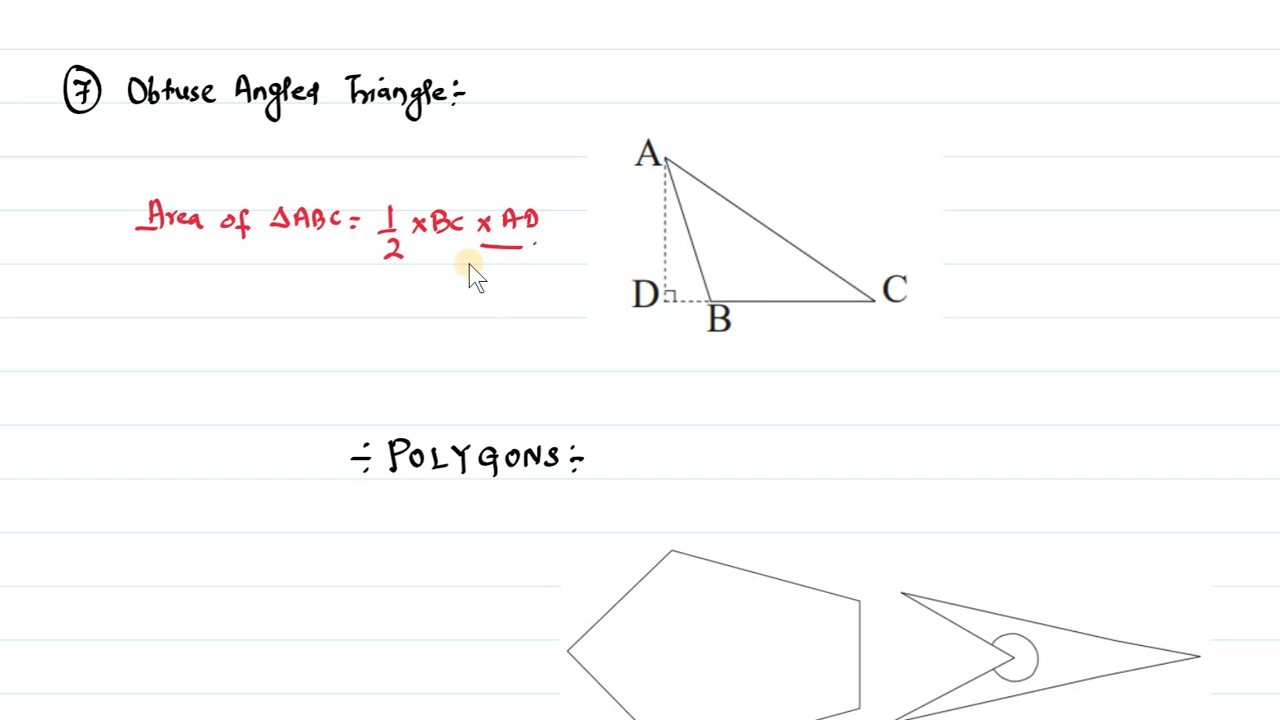 7 Obtuse Angled Triangle:-
Area of ΔABC = 1/2 × BC × AD.
A
D
B
C
÷ POLYGONS ÷